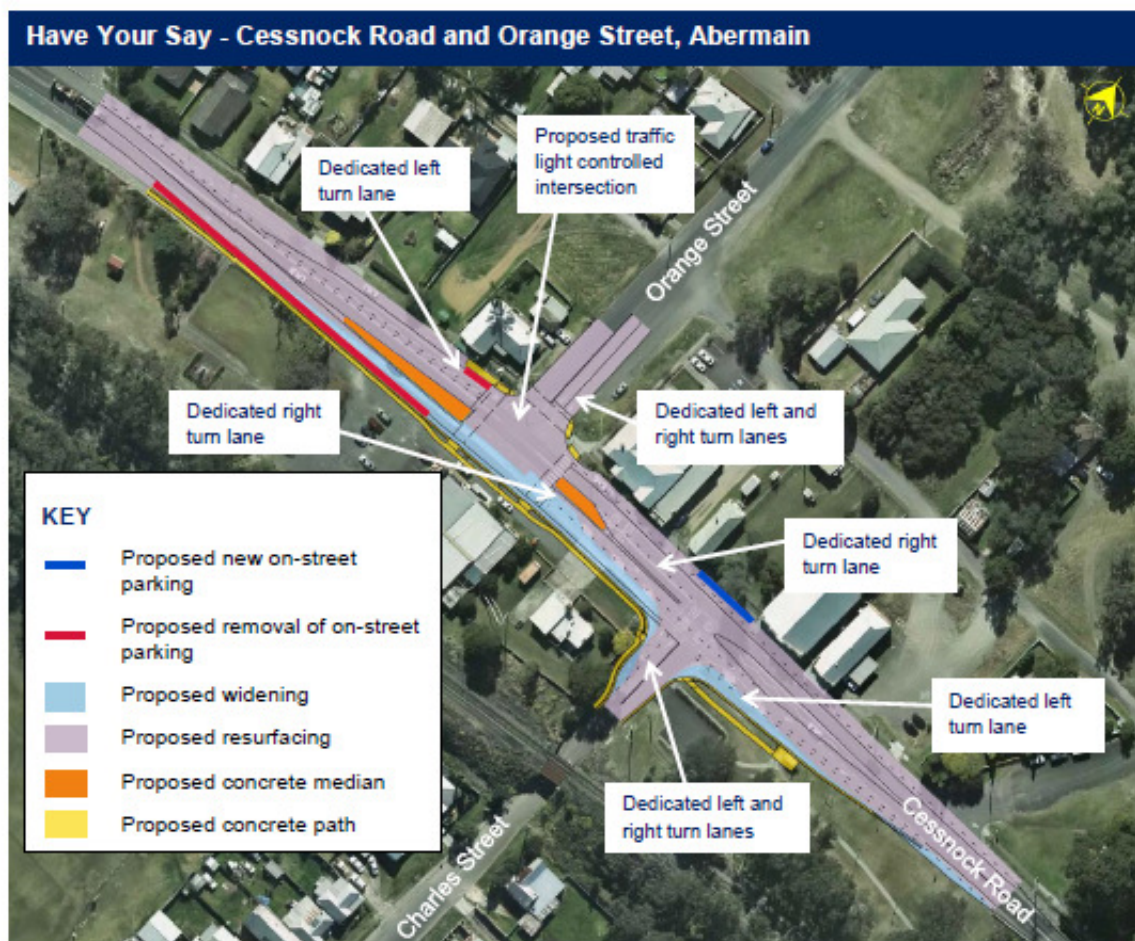 Have Your Say - Cessnock Road and Orange Street, Abermain
Dedicated left
turn lane
Proposed traffic
light controlled
intersection
Orange Street
Dedicated right
turn lane
Dedicated left and
right turn lanes
Dedicated right
turn lane
Dedicated left
turn lane
Dedicated left and
right turn lanes
Cessnock Road
Charles Street
KEY
Proposed new on-street
parking
Proposed removal of on-street
parking
Proposed widening
Proposed resurfacing
Proposed concrete median
Proposed concrete path